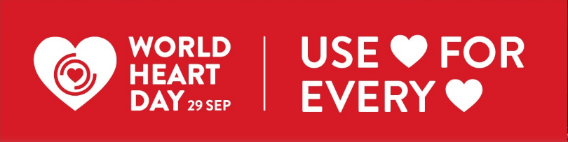 WORLD
HEART
DAY 29 SEP
USE ♥ FOR
EVERY ♥